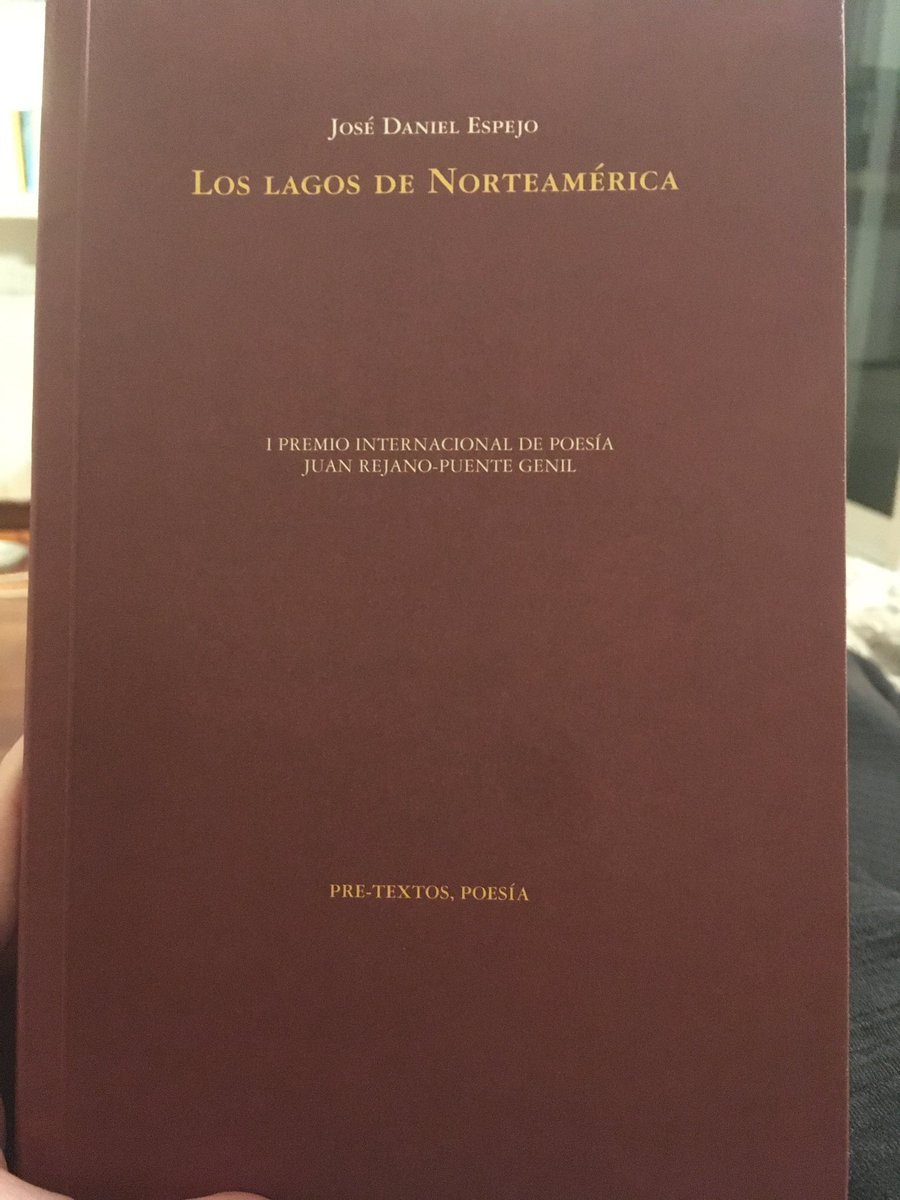 José Daniel Espejo
Los lagos de Norteamérica
I PREMIO INTERNACIONAL DE POESÍA
JUAN REJANO-PUENTE GENIL
PRE-TEXTOS, POESÍA